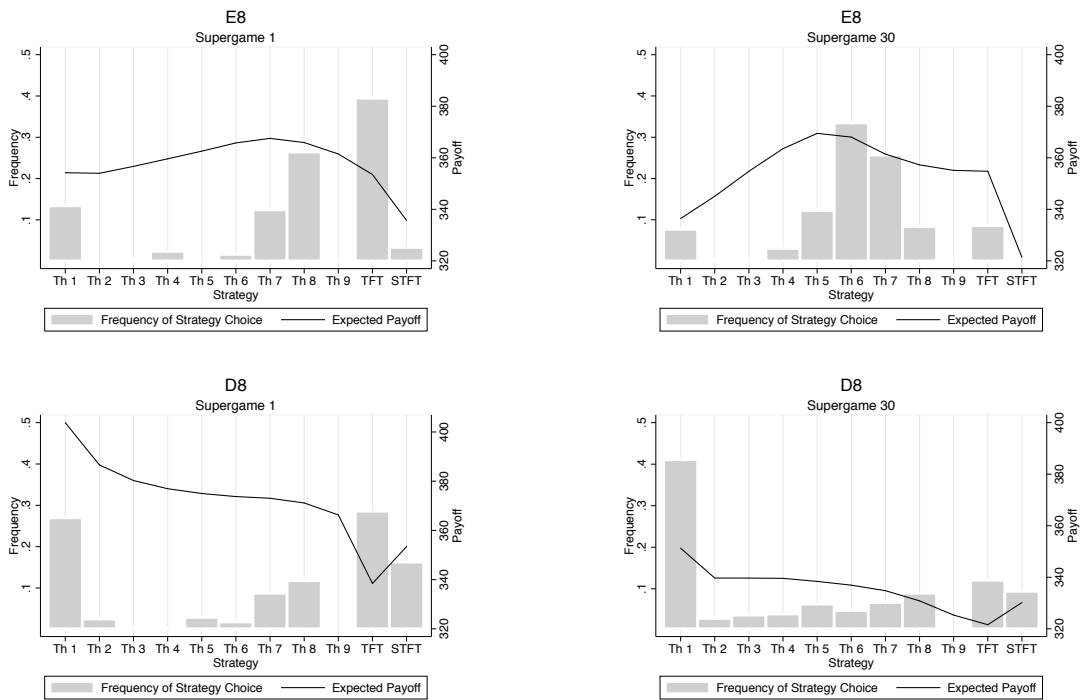 E8
Supergame 1
.5
.4
.3
.2
.1
Frequency
400
380
360
340
320
Payoff
Th 1 Th 2 Th 3 Th 4 Th 5 Th 6 Th 7 Th 8 Th 9 TFT STFT
Strategy
Frequency of Strategy Choice Expected Payoff
E8
Supergame 30
.5
.4
.3
.2
.1
Frequency
400
380
360
340
320
Payoff
Th 1 Th 2 Th 3 Th 4 Th 5 Th 6 Th 7 Th 8 Th 9 TFT STFT
Strategy
Frequency of Strategy Choice Expected Payoff
D8
Supergame 1
.5
.4
.3
.2
.1
Frequency
400
380
360
340
320
Payoff
Th 1 Th 2 Th 3 Th 4 Th 5 Th 6 Th 7 Th 8 Th 9 TFT STFT
Strategy
Frequency of Strategy Choice Expected Payoff
D8
Supergame 30
.5
.4
.3
.2
.1
Frequency
400
380
360
340
320
Payoff
Th 1 Th 2 Th 3 Th 4 Th 5 Th 6 Th 7 Th 8 Th 9 TFT STFT
Strategy
Frequency of Strategy Choice Expected Payoff